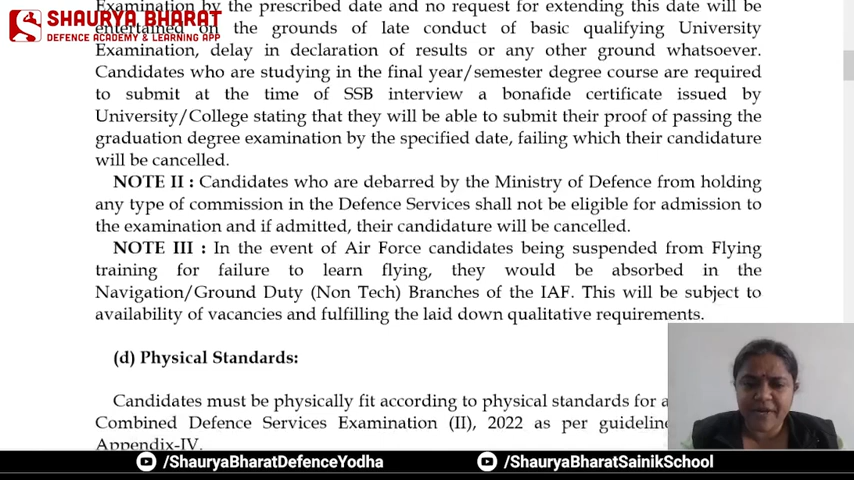 Examination by the prescribed date and no request for extending this date will be
SHAURYA BHARAT
DEFENCE ACADEMY & LEARNING APP
entertained on the grounds of late conduct of basic qualifying University
Examination, delay in declaration of results or any other ground whatsoever.
Candidates who are studying in the final year/semester degree course are required
to submit at the time of SSB interview a bonafide certificate issued by
University/College stating that they will be able to submit their proof of passing the
graduation degree examination by the specified date, failing which their candidature
will be cancelled.
NOTE II : Candidates who are debarred by the Ministry of Defence from holding
any type of commission in the Defence Services shall not be eligible for admission to
the examination and if admitted, their candidature will be cancelled.
NOTE III : In the event of Air Force candidates being suspended from Flying
training for failure to learn flying, they would be absorbed in the
Navigation/Ground Duty (Non Tech) Branches of the IAF. This will be subject to
availability of vacancies and fulfilling the laid down qualitative requirements.
(d) Physical Standards:
Candidates must be physically fit according to physical standards for
Combined Defence Services Examination (II), 2022 as per
Appendix-IV.
/ShauryaBharatDefenceYodha
/ShauryaBharatSainikSchool